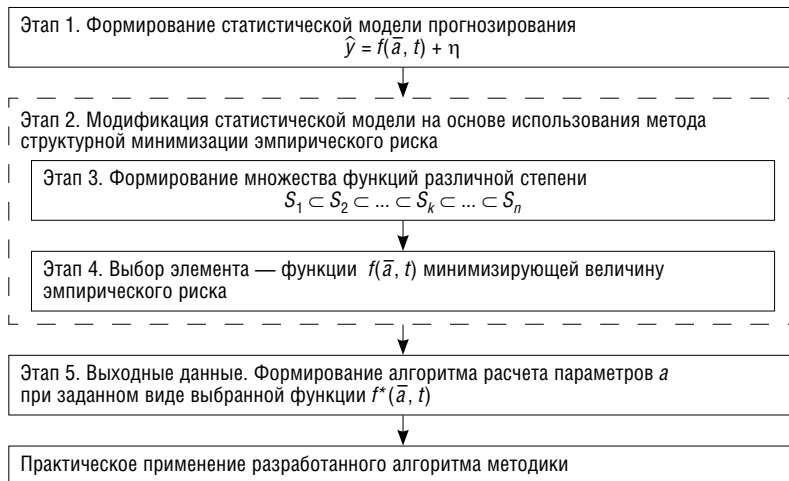 Этап 1. Формирование статистической модели прогнозирования
ŷ = f(a̅, t) + η
Этап 2. Модификация статистической модели на основе использования метода
структурной минимизации эмпирического риска
Этап 3. Формирование множества функций различной степени
S₁ ⊂ S₂ ⊂ ... ⊂ Sₖ ⊂ ... ⊂ Sₙ
Этап 4. Выбор элемента — функции f(a̅, t) минимизирующей величину
эмпирического риска
Этап 5. Выходные данные. Формирование алгоритма расчета параметров a
при заданном виде выбранной функции f*(a̅, t)
Практическое применение разработанного алгоритма методики